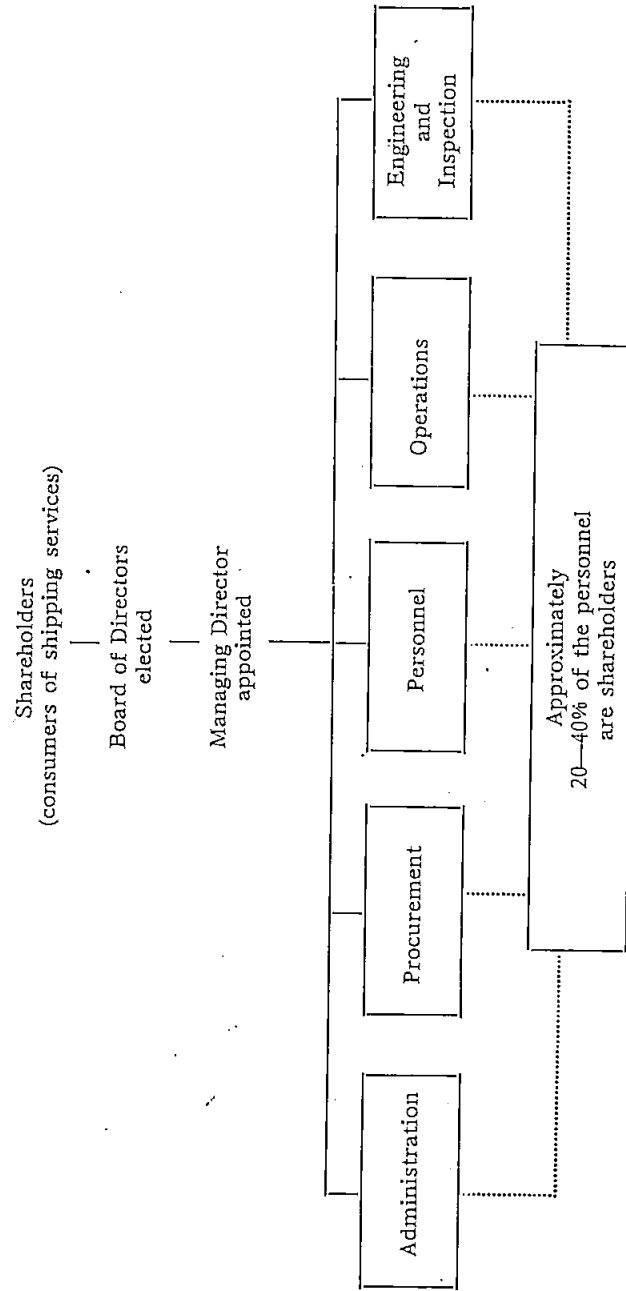 Shareholders
(consumers of shipping services)
Board of Directors
elected
Managing Director
appointed
Administration
Procurement
Personnel
Operations
Engineering
and
Inspection
Approximately
20—40% of the personnel
are shareholders